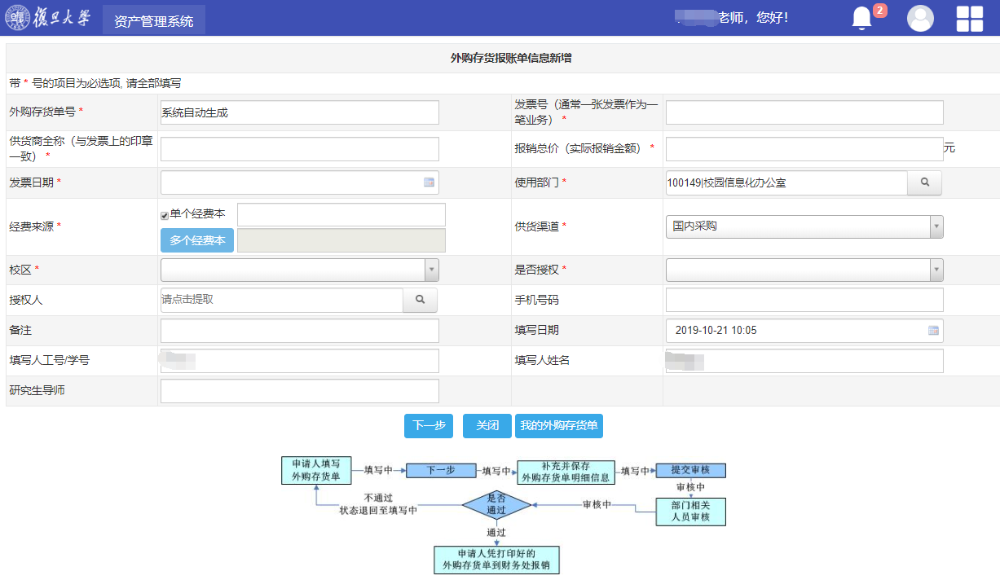 復旦大學
资产管理系统
老师，您好！
2
外购存货报账单信息新增
带 * 号的项目为必选项, 请全部填写
外购存货单号 *
系统自动生成
发票号（通常一张发票作为一笔业务） *
供货商全称（与发票上的印章一致） *
报销总价（实际报销金额） *
元
发票日期 *
使用部门 *
100149|校园信息化办公室
经费来源 *
单个经费本
多个经费本
供货渠道 *
国内采购
校区 *
是否授权 *
授权人
请点击提取
手机号码
备注
填写日期
2019-10-21 10:05
填写人工号/学号
填写人姓名
研究生导师
下一步
关闭
我的外购存货单
申请人填写
外购存货单
填写中
下一步
填写中
补充并保存
外购存货单明细信息
填写中
提交审核
审核中
部门相关
人员审核
审核中
是否
通过
不通过
状态退回至填写中
通过
申请人凭打印好的
外购存货单到财务处报销